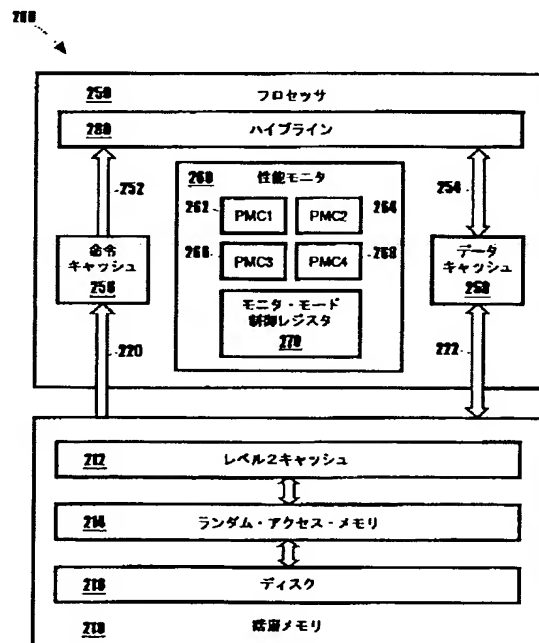 200
250 フロセッサ
280 ハイプライン
252
254
260 性能モニタ
262 PMC1 PMC2 264
266 PMC3 PMC4 268
命令
キャッシュ
256
データ
キャッシュ
258
モニタ・モード
制御レジスタ
270
220
222
212 レベル2キャッシュ
214 ランダム・アクセス・メモリ
216 ディスク
210 階層メモリ